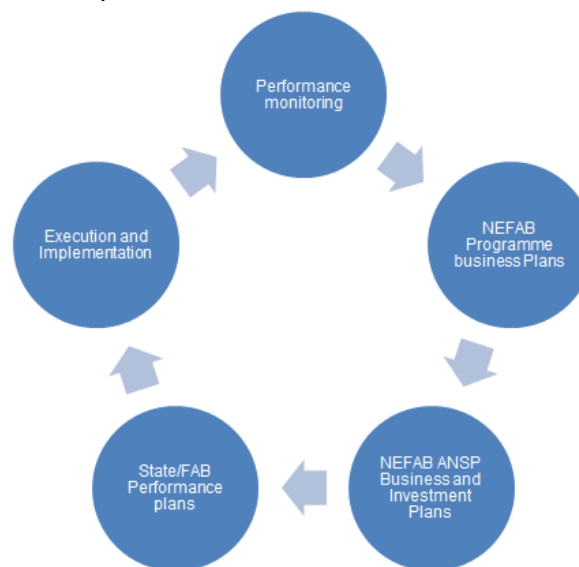 Performance
monitoring
NEFAB
Programme
business Plans
NEFAB ANSP
Business and
Investment
Plans
State/FAB
Performance
plans
Execution and
Implementation